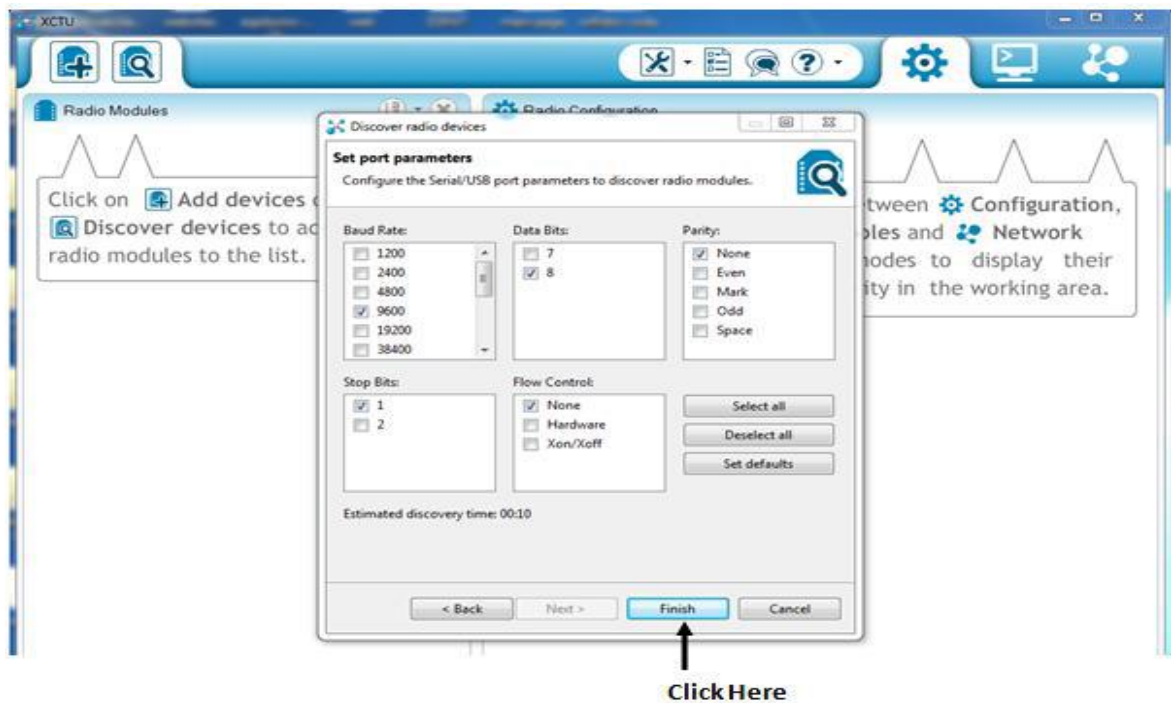 XCTU
Radio Modules
Radio Configuration
Click on Add devices
Discover devices to
radio modules to the list.
Discover radio devices
Set port parameters
Configure the Serial/USB port parameters to discover radio modules.
Baud Rate:
1200
2400
4800
9600
19200
38400
Data Bits:
7
8
Parity:
None
Even
Mark
Odd
Space
Stop Bits:
1
2
Flow Control:
None
Hardware
Xon/Xoff
Select all
Deselect all
Set defaults
Estimated discovery time: 00:10
< Back
Next >
Finish
Cancel
tween Configuration,
oles and Network
nodes to display their
ity in the working area.
Click Here